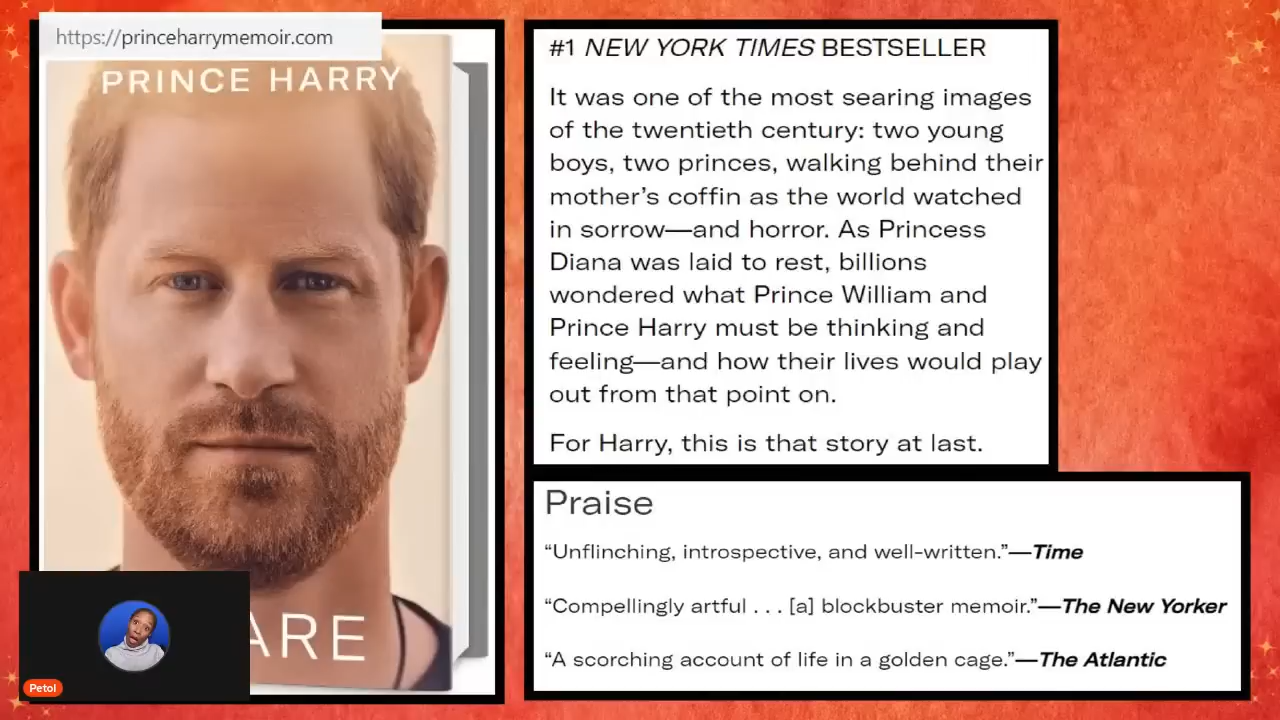 https://princeharrymemoir.com
PRINCE HARRY
ARE
Petol
#1 NEW YORK TIMES BESTSELLER
It was one of the most searing images
of the twentieth century: two young
boys, two princes, walking behind their
mother’s coffin as the world watched
in sorrow—and horror. As Princess
Diana was laid to rest, billions
wondered what Prince William and
Prince Harry must be thinking and
feeling—and how their lives would play
out from that point on.
For Harry, this is that story at last.
Praise
“Unflinching, introspective, and well-written.”—Time
“Compellingly artful . . . [a] blockbuster memoir.”—The New Yorker
“A scorching account of life in a golden cage.”—The Atlantic